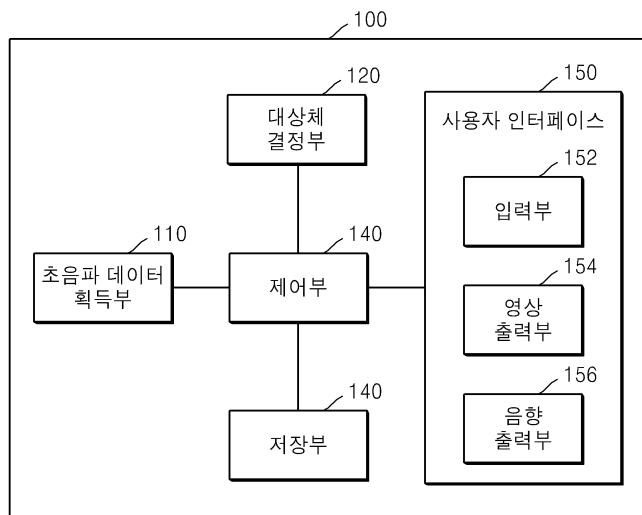 100
120
대상체
결정부
150
사용자 인터페이스
152
입력부
110
초음파 데이터
획득부
140
제어부
154
영상
출력부
140
저장부
156
음향
출력부